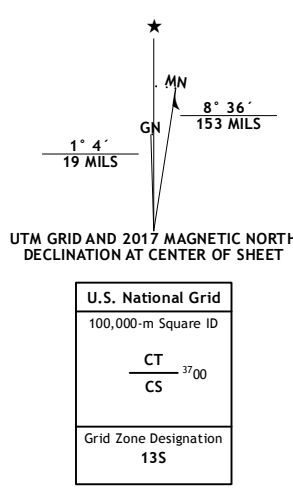 ★
MN
GN
8° 36´
153 MILS
1° 4´
19 MILS
UTM GRID AND 2017 MAGNETIC NORTH
DECLINATION AT CENTER OF SHEET
U.S. National Grid
100,000-m Square ID
CT
3700
CS
Grid Zone Designation
13S